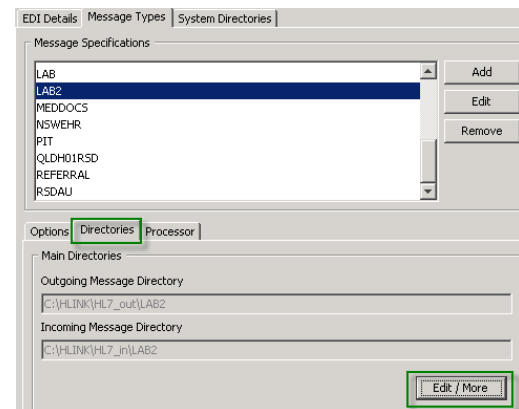 EDI Details Message Types System Directories
Message Specifications
LAB
Add
LAB2
Edit
MEDDOCS
NSWEHR
Remove
PIT
QLDH01RSD
REFERRAL
RSDAU
Options Directories Processor
Main Directories
Outgoing Message Directory
C:\HLINK\HL7_out\LAB2
Incoming Message Directory
C:\HLINK\HL7_in\LAB2
Edit / More